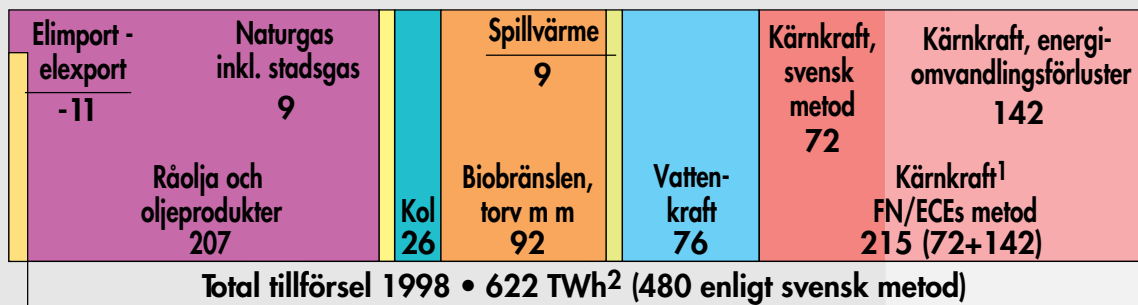 Elimport -
elexport
-11
Naturgas
inkl. stadsgas
9
Spillvärme
9
Kärnkraft,
svensk
metod
72
Kärnkraft, energi-
omvandlingsförluster
142
Råolja och
oljeprodukter
207
Kol
26
Biobränslen,
torv m m
92
Vatten-
kraft
76
Kärnkraft1
FN/ECEs metod
215 (72+142)
Total tillförsel 1998 • 622 TWh2 (480 enligt svensk metod)